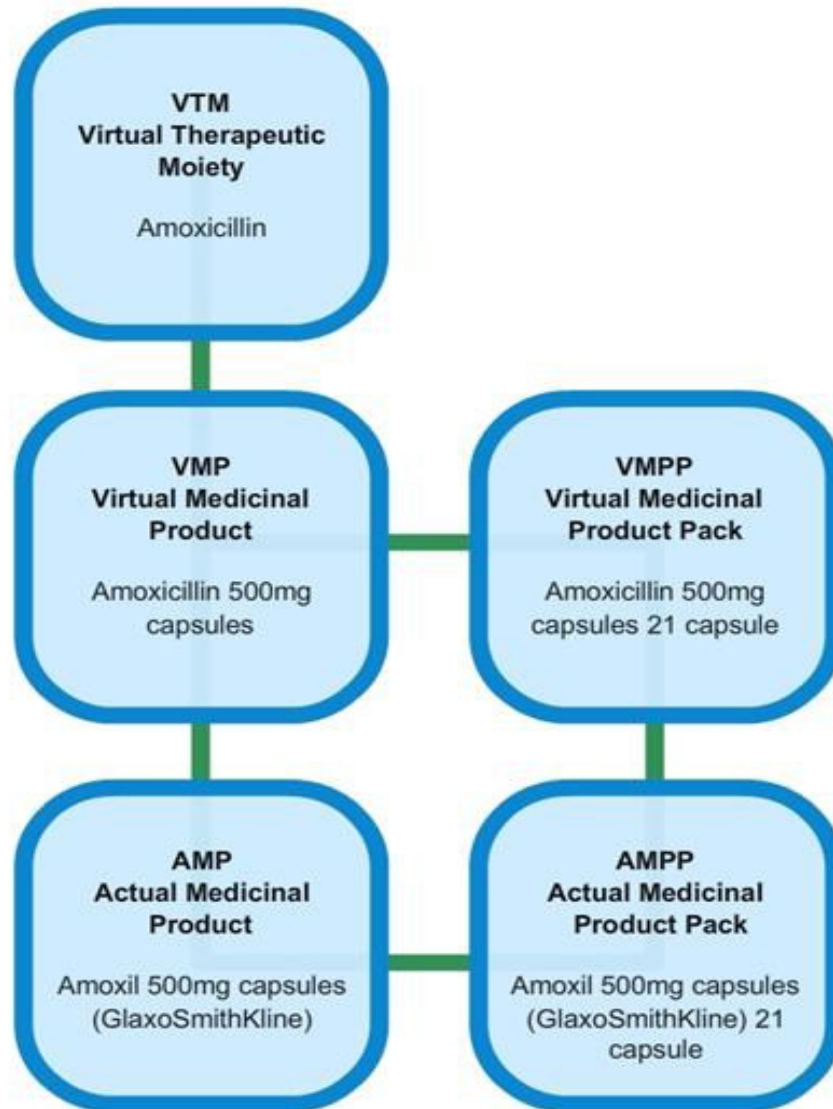 VTM
Virtual Therapeutic
Moiety
Amoxicillin
VMP
Virtual Medicinal
Product
Amoxicillin 500mg
capsules
VMPP
Virtual Medicinal
Product Pack
Amoxicillin 500mg
capsules 21 capsule
AMP
Actual Medicinal
Product
Amoxil 500mg capsules
(GlaxoSmithKline)
AMPP
Actual Medicinal
Product Pack
Amoxil 500mg capsules
(GlaxoSmithKline) 21
capsule